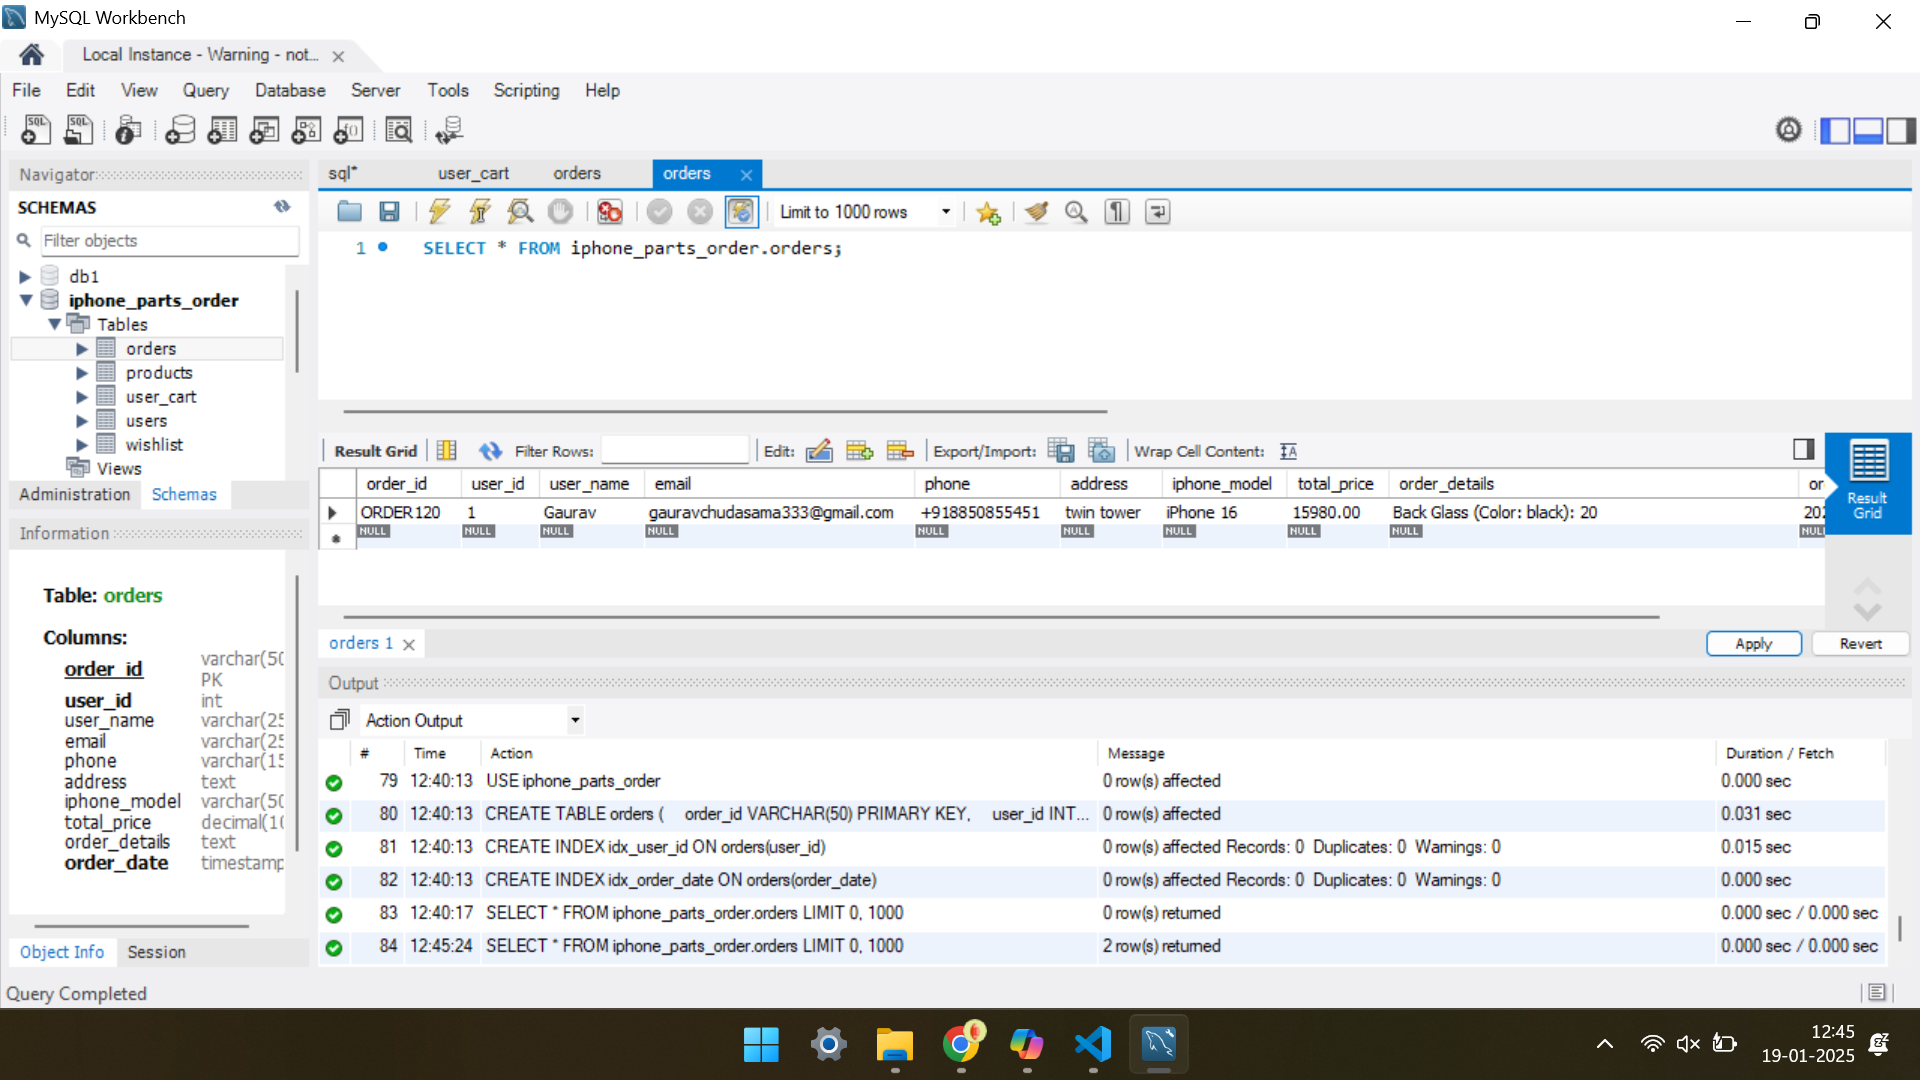 MySQL Workbench
Local Instance - Warning - not...
File Edit View Query Database Server Tools Scripting Help
SQL SQL
Navigator
SCHEMAS
Filter objects
db1
iphone_parts_order
Tables
orders
products
user_cart
users
wishlist
Views
Administration Schemas
Information
Table: orders
Columns:
order_id varchar(50 PK
user_id int
user_name varchar(25
email varchar(25
phone varchar(15
address text
iphone_model varchar(50
total_price decimal(10
order_details text
order_date timestamp
Object Info Session
sql* user_cart orders orders
Limit to 1000 rows
1 SELECT * FROM iphone_parts_order.orders;
Result Grid Filter Rows: Edit: Export/Import: Wrap Cell Content:
order_id user_id user_name email phone address iphone_model total_price order_details or
ORDER120 1 Gaurav gauravchudasama333@gmail.com +918850855451 twin tower iPhone 16 15980.00 Back Glass (Color: black): 20 202
NULL NULL NULL NULL NULL NULL NULL NULL NULL NULL
Result Grid
orders 1 Apply Revert
Output
Action Output
# Time Action Message Duration / Fetch
79 12:40:13 USE iphone_parts_order 0 row(s) affected 0.000 sec
80 12:40:13 CREATE TABLE orders ( order_id VARCHAR(50) PRIMARY KEY, user_id INT... 0 row(s) affected 0.031 sec
81 12:40:13 CREATE INDEX idx_user_id ON orders(user_id) 0 row(s) affected Records: 0 Duplicates: 0 Warnings: 0 0.015 sec
82 12:40:13 CREATE INDEX idx_order_date ON orders(order_date) 0 row(s) affected Records: 0 Duplicates: 0 Warnings: 0 0.000 sec
83 12:40:17 SELECT * FROM iphone_parts_order.orders LIMIT 0, 1000 0 row(s) returned 0.000 sec / 0.000 sec
84 12:45:24 SELECT * FROM iphone_parts_order.orders LIMIT 0, 1000 2 row(s) returned 0.000 sec / 0.000 sec
Query Completed
12:45
19-01-2025